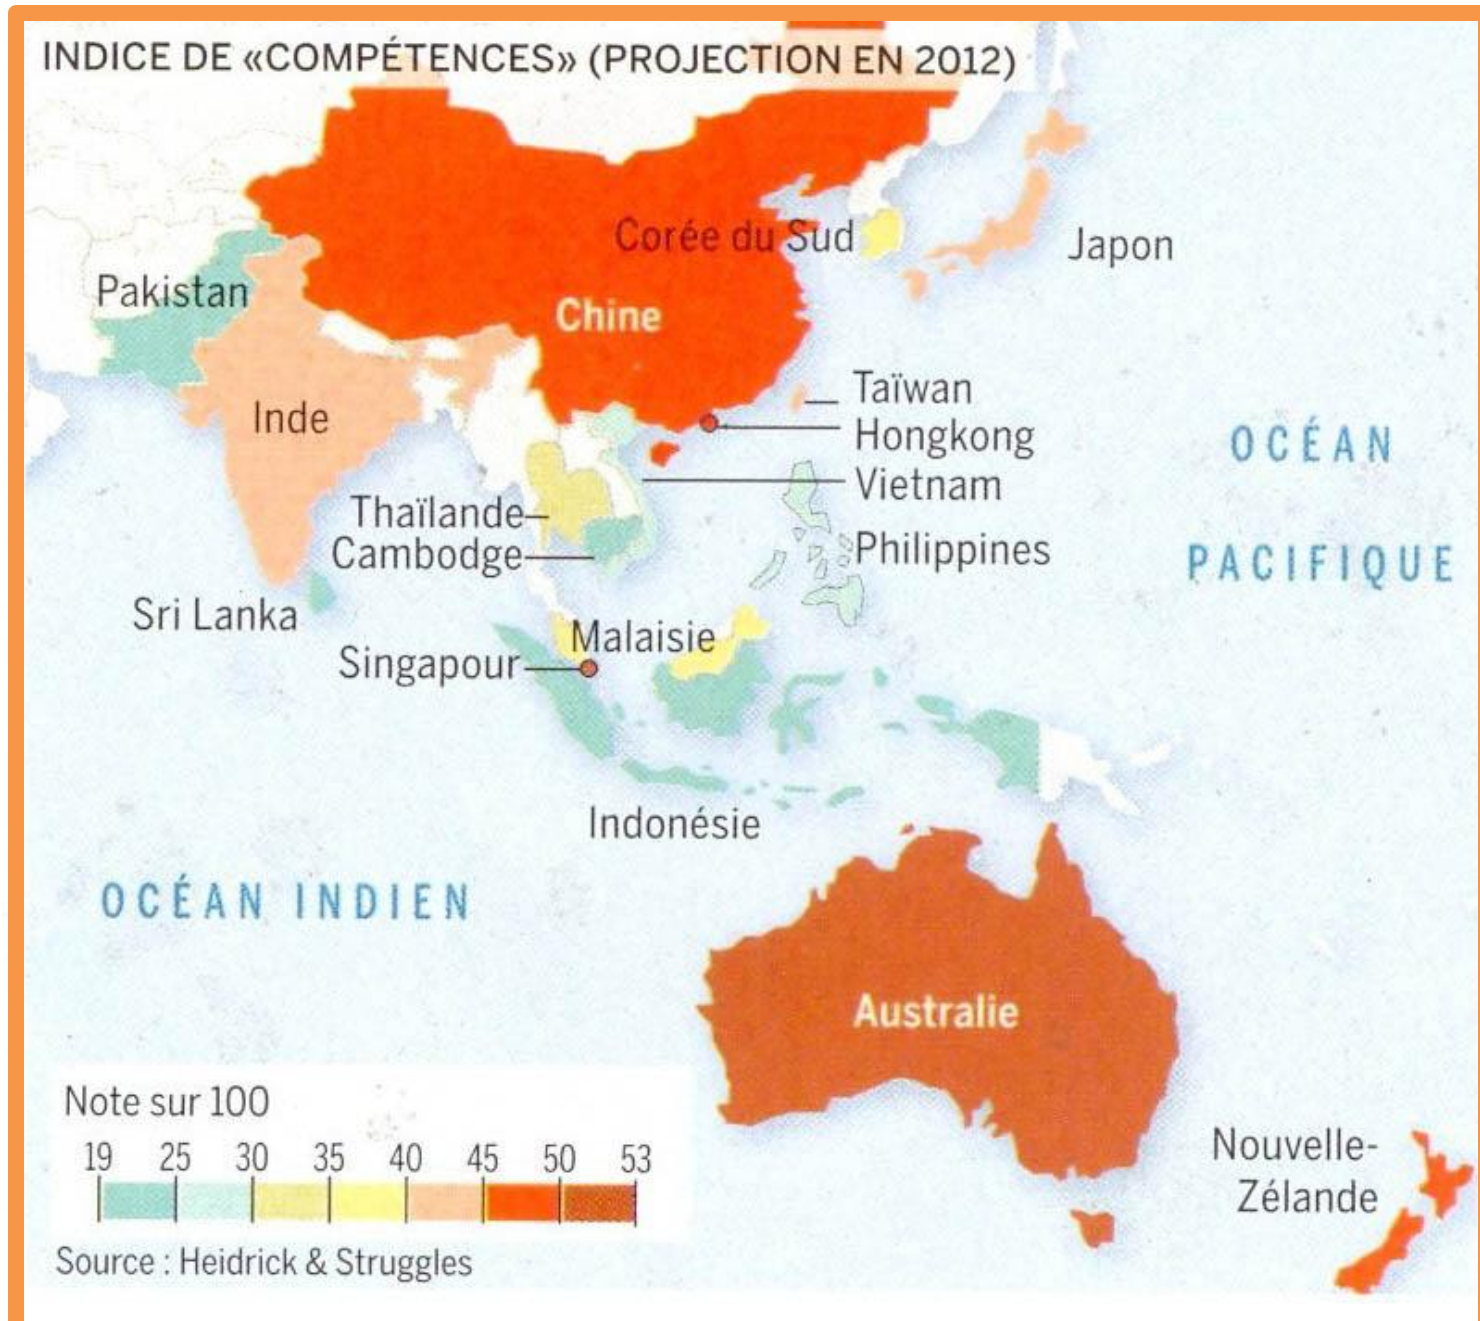 INDICE DE «COMPÉTENCES» (PROJECTION EN 2012)
Corée du Sud
Japon
Pakistan
Chine
Inde
Taïwan
Hongkong
Vietnam
OCÉAN
PACIFIQUE
Thaïlande
Cambodge
Philippines
Sri Lanka
Malaisie
Singapour
Indonésie
OCÉAN INDIEN
Australie
Nouvelle-
Zélande
Note sur 100
19 25 30 35 40 45 50 53
Source : Heidrick & Struggles